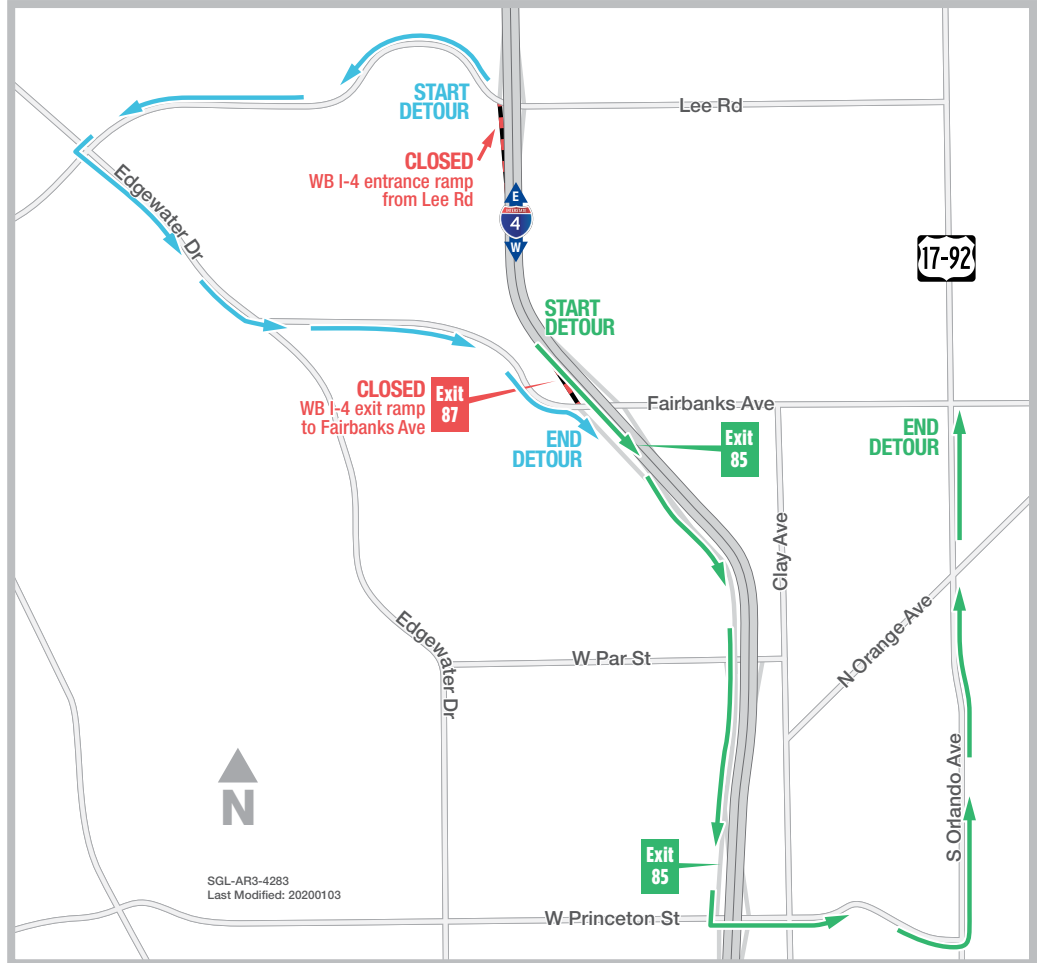 START
DETOUR
Lee Rd
CLOSED
WB I-4 entrance ramp
from Lee Rd
Edgewater Dr
E
INTERSTATE
4
W
17-92
START
DETOUR
CLOSED
WB I-4 exit ramp
to Fairbanks Ave
Exit
87
Fairbanks Ave
END
DETOUR
Exit
85
END
DETOUR
Clay Ave
Edgewater Dr
W Par St
N Orange Ave
N
S Orlando Ave
Exit
85
SGL-AR3-4283
Last Modified: 20200103
W Princeton St